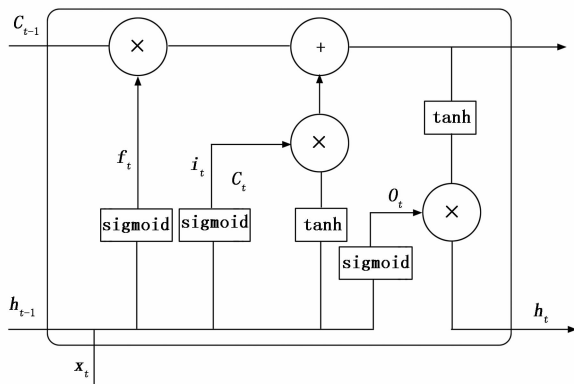 C_{t-1}
×
+
tanh
f_t
i_t
×
C_t
O_t
×
sigmoid
sigmoid
tanh
sigmoid
h_{t-1}
h_t
x_t